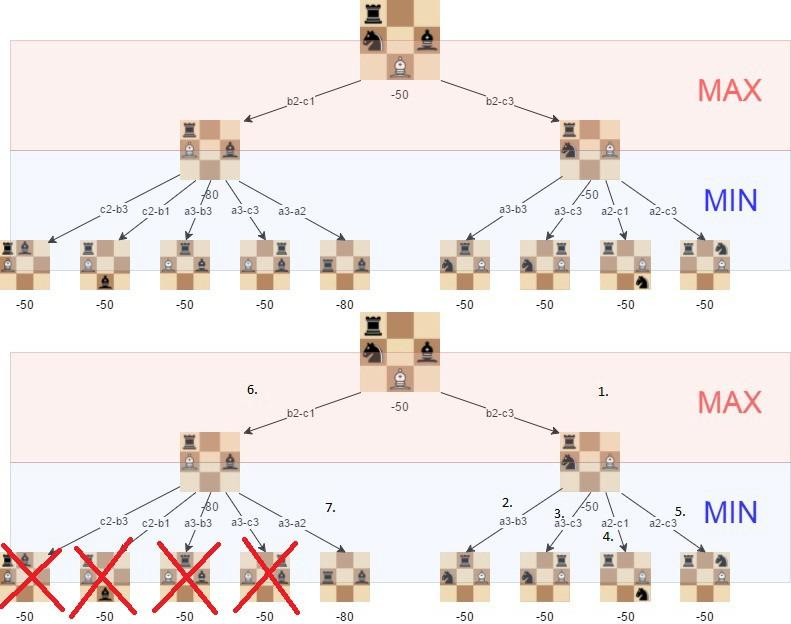 MAX
-50
b2-c1
b2-c3
-80
-50
MIN
c2-b3
c2-b1
a3-b3
a3-c3
a3-a2
a3-b3
a3-c3
a2-c1
a2-c3
-50
-50
-50
-50
-80
-50
-50
-50
-50
6.
1.
MAX
-50
b2-c1
b2-c3
-80
-50
7.
2.
3.
4.
5.
MIN
c2-b3
c2-b1
a3-b3
a3-c3
a3-a2
a3-b3
a3-c3
a2-c1
a2-c3
-50
-50
-50
-50
-80
-50
-50
-50
-50